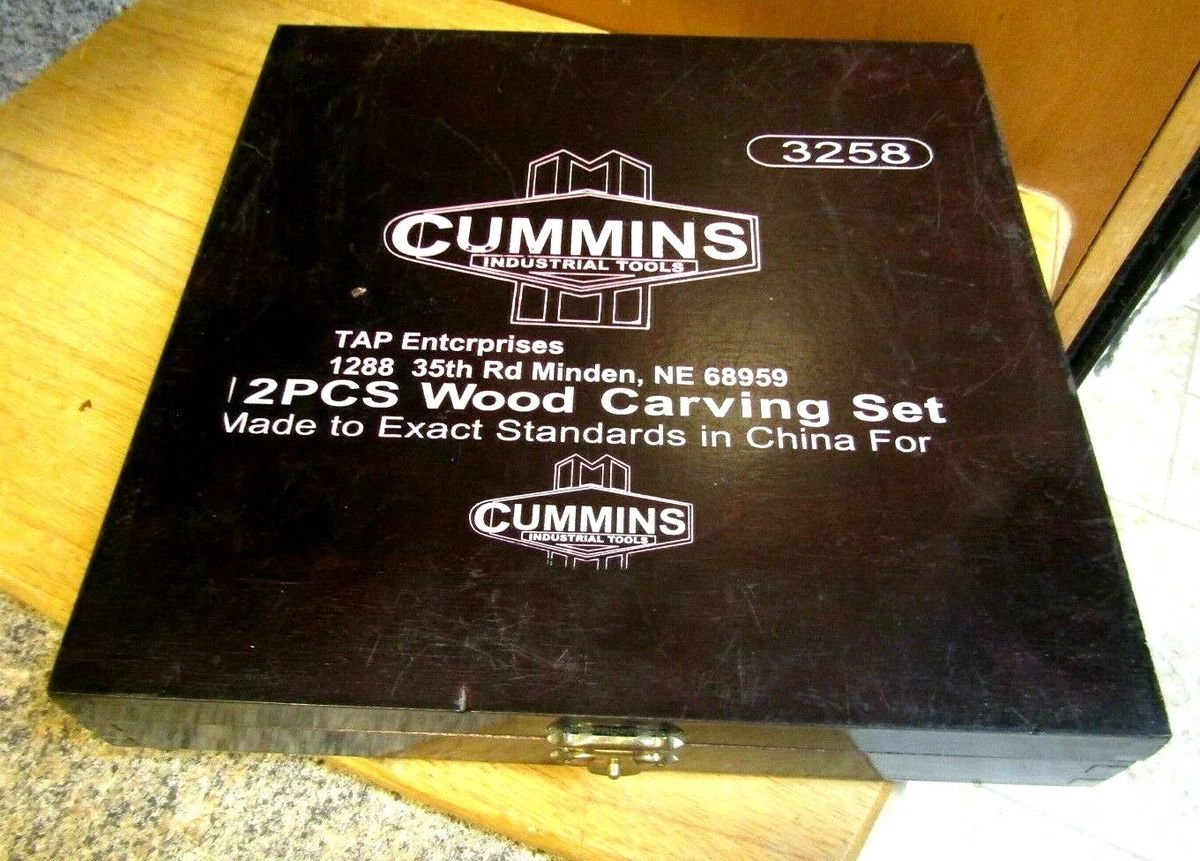 3258
CUMMINS
INDUSTRIAL TOOLS
TAP Entcrprises
1288 35th Rd Minden, NE 68959
12PCS Wood Carving Set
Made to Exact Standards in China For
CUMMINS
INDUSTRIAL TOOLS